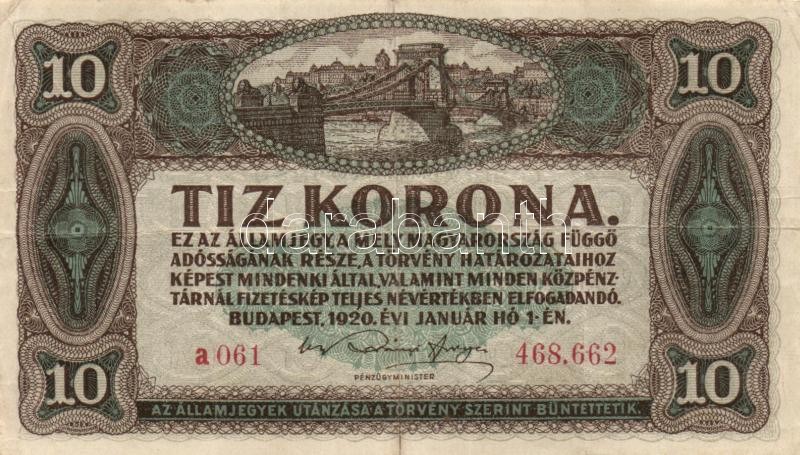 10 10
TIZ KORONA.
EZ AZ ÁLLAMJEGY, A MELY MAGYARORSZÁG FÜGGŐ
ADÓSSÁGÁNAK RÉSZE, A TÖRVÉNY HATÁROZATAIHOZ
KÉPEST MINDENKI ÁLTAL, VALAMINT MINDEN KÖZPÉNZ-
TÁRNÁL FIZETÉSKÉP TELJES NÉVÉRTÉKBEN ELFOGADANDÓ.
BUDAPEST, 1920. ÉVI JANUÁR HÓ 1-ÉN.
a 061 468.662
PÉNZÜGYMINISTER
10 10
AZ ÁLLAMJEGYEK UTÁNZÁSA A TÖRVÉNY SZERINT BÜNTETTETIK.
darabanth